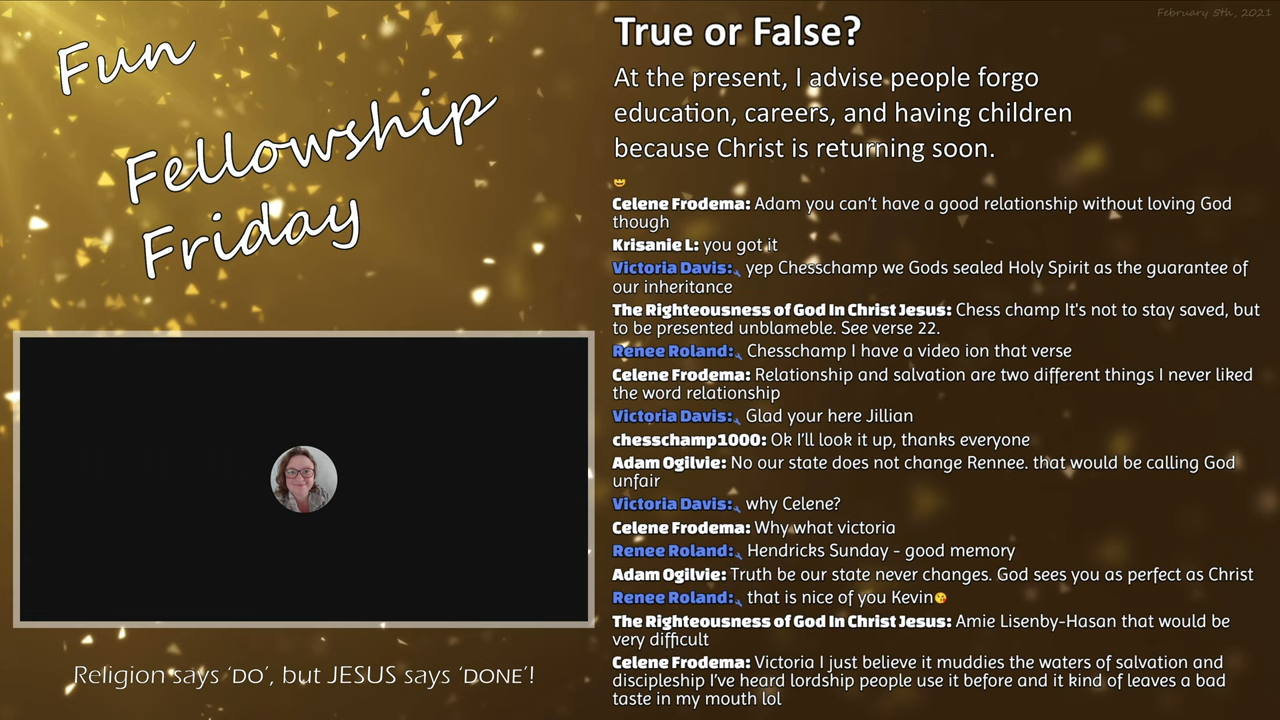 February 5th, 2021
Fun
Fellowship
Friday
True or False?
At the present, I advise people forgo
education, careers, and having children
because Christ is returning soon.
Celene Frodema: Adam you can't have a good relationship without loving God
though
Krisanie L: you got it
Victoria Davis: yep Chesschamp we Gods sealed Holy Spirit as the guarantee of
our inheritance
The Righteousness of God In Christ Jesus: Chess champ It's not to stay saved, but
to be presented unblameble. See verse 22.
Renee Roland: Chesschamp I have a video ion that verse
Celene Frodema: Relationship and salvation are two different things I never liked
the word relationship
Victoria Davis: Glad your here Jillian
chesschamp1000: Ok I'll look it up, thanks everyone
Adam Ogilvie: No our state does not change Rennee. that would be calling God
unfair
Victoria Davis: why Celene?
Celene Frodema: Why what victoria
Renee Roland: Hendricks Sunday - good memory
Adam Ogilvie: Truth be our state never changes. God sees you as perfect as Christ
Renee Roland: that is nice of you Kevin😘
The Righteousness of God In Christ Jesus: Amie Lisenby-Hasan that would be
very difficult
Celene Frodema: Victoria I just believe it muddies the waters of salvation and
discipleship I've heard lordship people use it before and it kind of leaves a bad
taste in my mouth lol
Religion says ‘DO’, but JESUS says ‘DONE’!